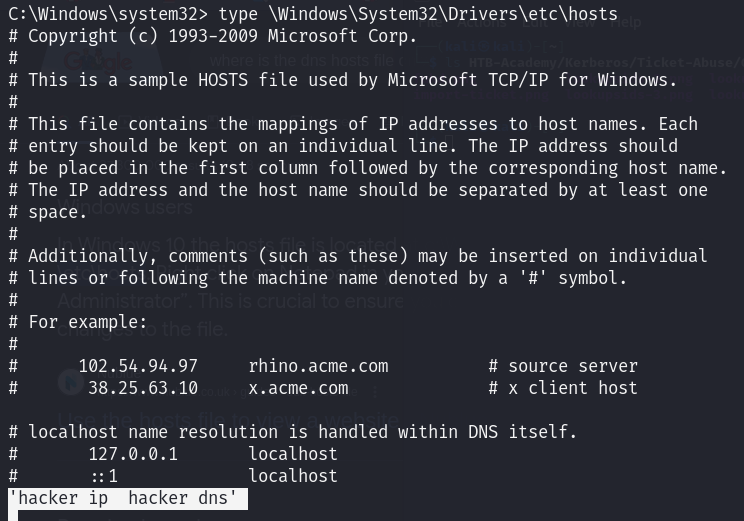 C:\Windows\system32> type \Windows\System32\Drivers\etc\hosts
# Copyright (c) 1993-2009 Microsoft Corp.
#
# This is a sample HOSTS file used by Microsoft TCP/IP for Windows.
#
# This file contains the mappings of IP addresses to host names. Each
# entry should be kept on an individual line. The IP address should
# be placed in the first column followed by the corresponding host name.
# The IP address and the host name should be separated by at least one
# space.
#
# Additionally, comments (such as these) may be inserted on individual
# lines or following the machine name denoted by a '#' symbol.
#
# For example:
#
#      102.54.94.97     rhino.acme.com          # source server
#       38.25.63.10     x.acme.com              # x client host

# localhost name resolution is handled within DNS itself.
#       127.0.0.1       localhost
#       ::1             localhost
'hacker ip  hacker dns'